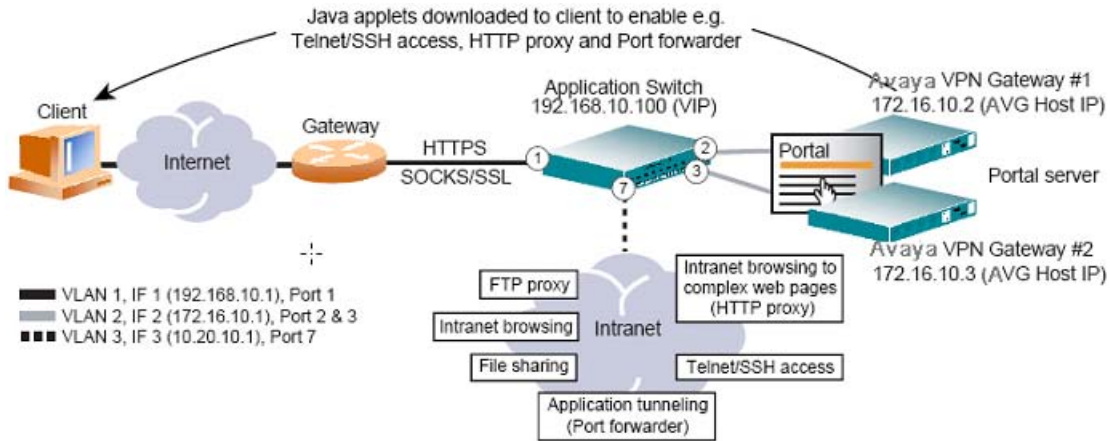 Java applets downloaded to client to enable e.g.
Telnet/SSH access, HTTP proxy and Port forwarder
Client
Internet
Gateway
HTTPS
SOCKS/SSL
Application Switch
192.168.10.100 (VIP)
1
2
3
7
Avaya VPN Gateway #1
172.16.10.2 (AVG Host IP)
Portal
Portal server
Avaya VPN Gateway #2
172.16.10.3 (AVG Host IP)
VLAN 1, IF 1 (192.168.10.1), Port 1
VLAN 2, IF 2 (172.16.10.1), Port 2 & 3
VLAN 3, IF 3 (10.20.10.1), Port 7
FTP proxy
Intranet browsing
File sharing
Intranet
Intranet browsing to
complex web pages
(HTTP proxy)
Telnet/SSH access
Application tunneling
(Port forwarder)